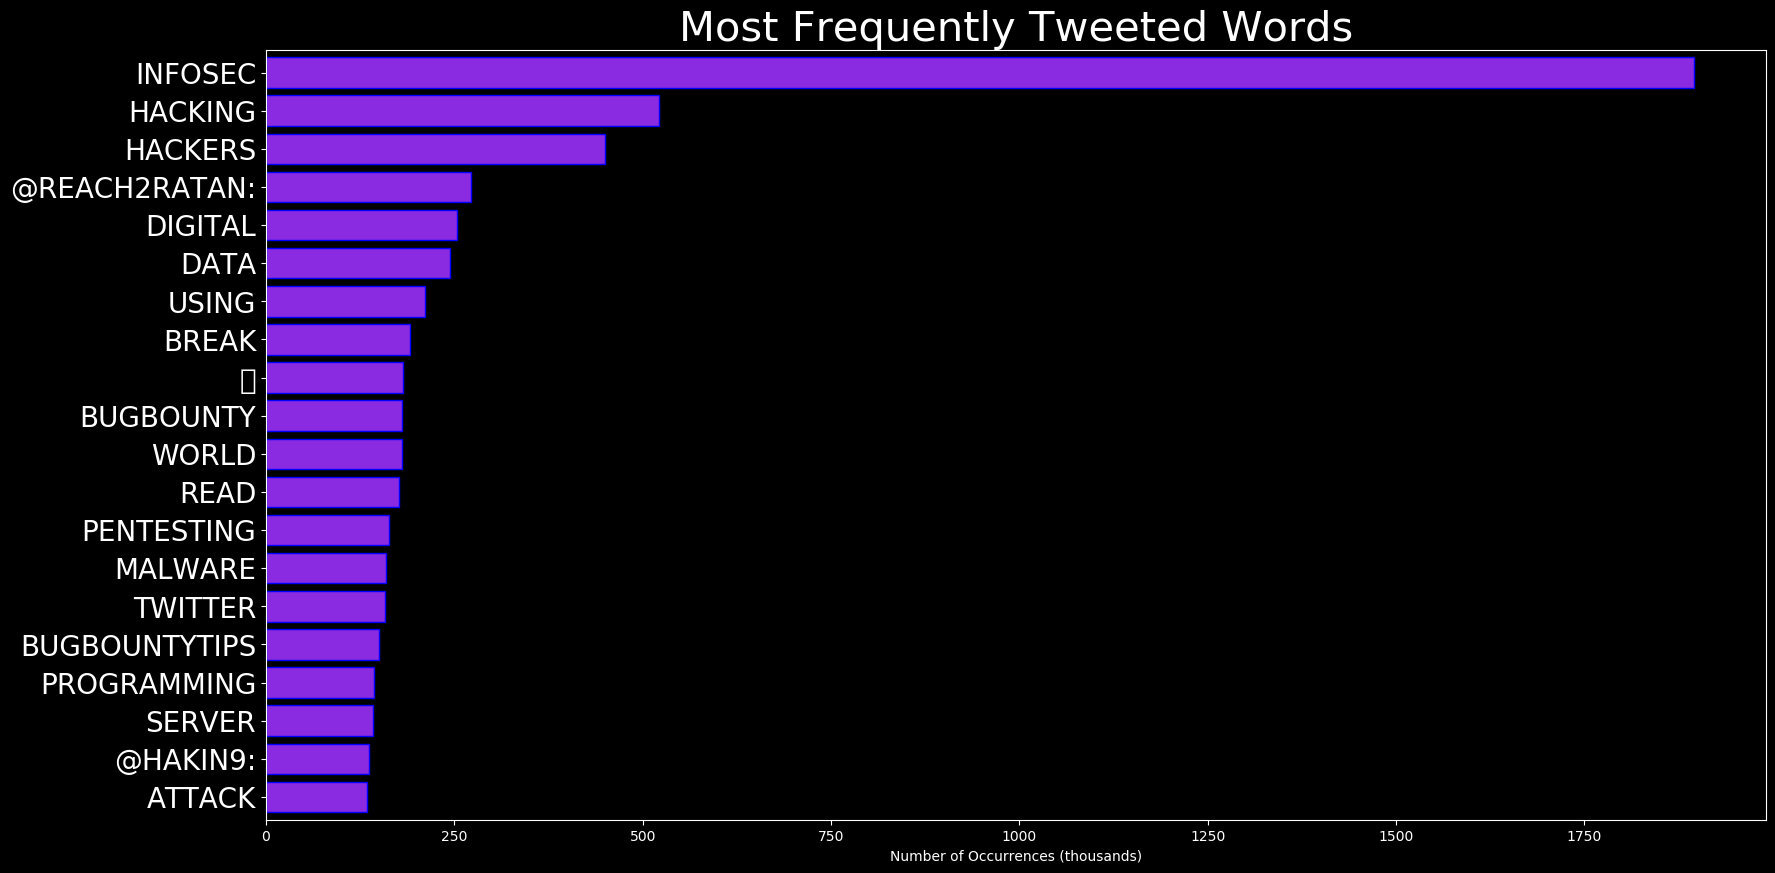 Most Frequently Tweeted Words
INFOSEC
HACKING
HACKERS
@REACH2RATAN:
DIGITAL
DATA
USING
BREAK
BUGBOUNTY
WORLD
READ
PENTESTING
MALWARE
TWITTER
BUGBOUNTYTIPS
PROGRAMMING
SERVER
@HAKIN9:
ATTACK
0 250 500 750 1000 1250 1500 1750
Number of Occurrences (thousands)